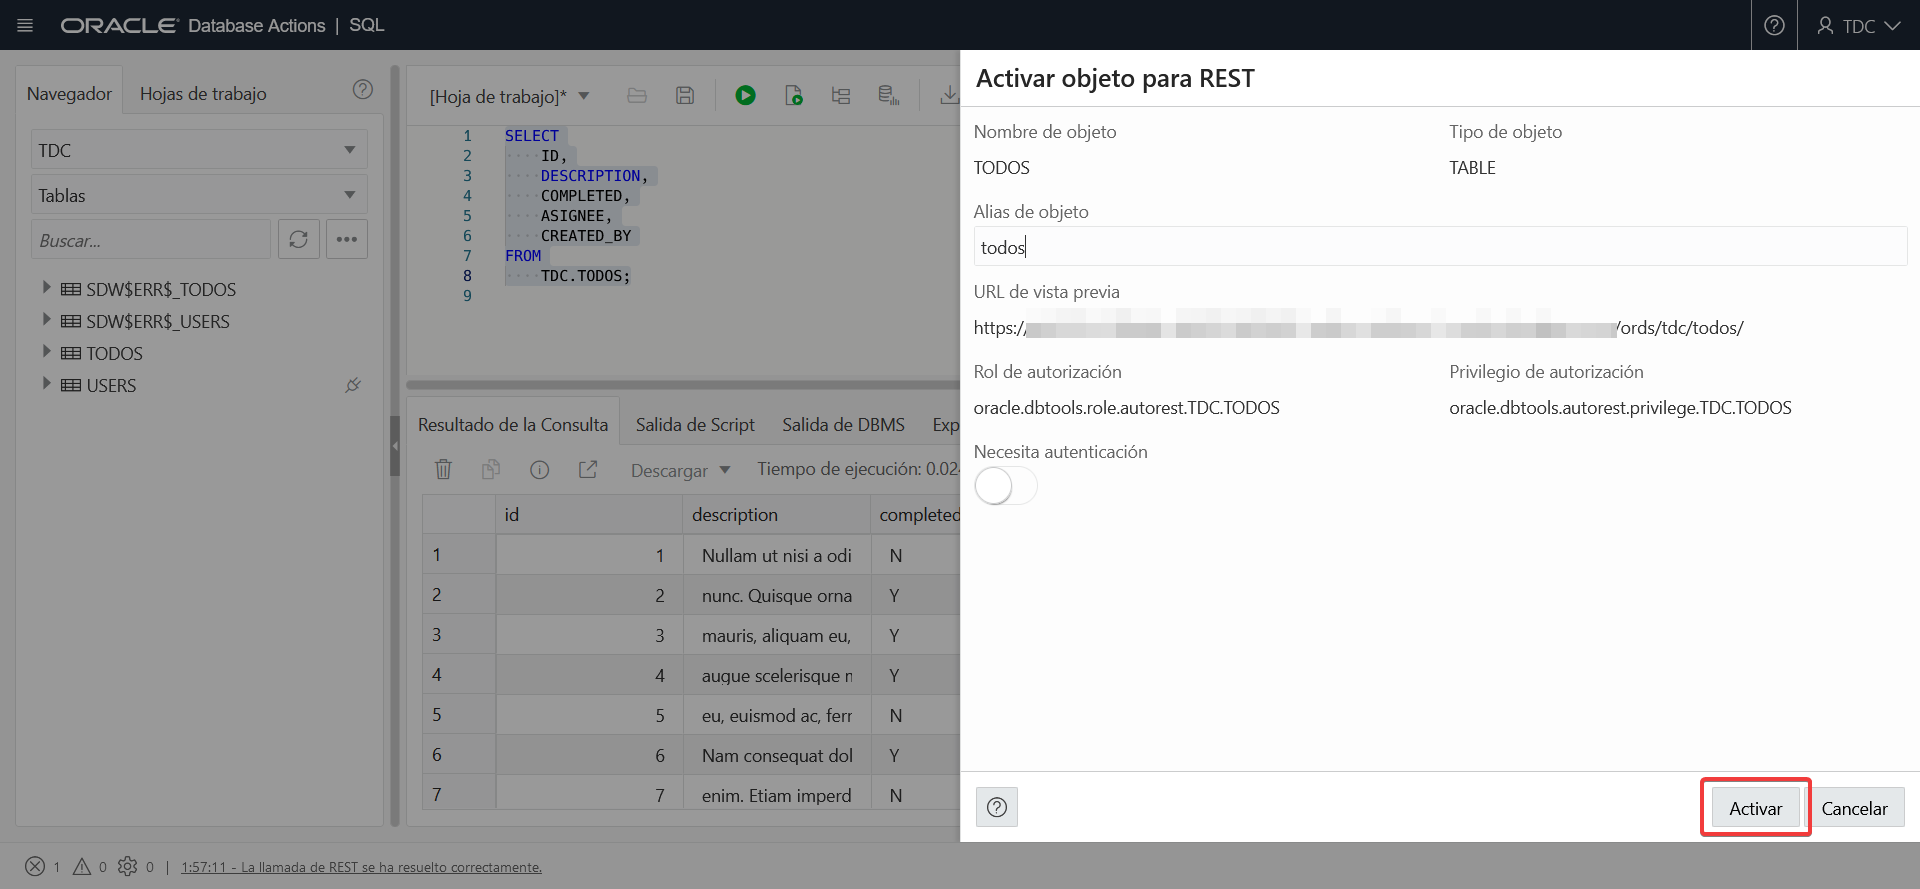 ORACLE Database Actions | SQL
TDC
Navegador
Hojas de trabajo
TDC
Tablas
Buscar...
SDW$ERR$_TODOS
SDW$ERR$_USERS
TODOS
USERS
[Hoja de trabajo]*
1 SELECT
2 ID,
3 DESCRIPTION,
4 COMPLETED,
5 ASIGNEE,
6 CREATED_BY
7 FROM
8 TDC.TODOS;
9
Resultado de la Consulta
Salida de Script
Salida de DBMS
Exp
Descargar
Tiempo de ejecución: 0.02
id description completed
1 1 Nullam ut nisi a odi N
2 2 nunc. Quisque orna Y
3 3 mauris, aliquam eu, Y
4 4 augue scelerisque Y
5 5 eu, euismod ac, ferr N
6 6 Nam consequat dol Y
7 7 enim. Etiam imperd N
Activar objeto para REST
Nombre de objeto
TODOS
Tipo de objeto
TABLE
Alias de objeto
todos
URL de vista previa
https:/ /ords/tdc/todos/
Rol de autorización
oracle.dbtools.role.autorest.TDC.TODOS
Privilegio de autorización
oracle.dbtools.autorest.privilege.TDC.TODOS
Necesita autenticación
Activar
Cancelar
1 0 0 | 1:57:11 - La llamada de REST se ha resuelto correctamente.